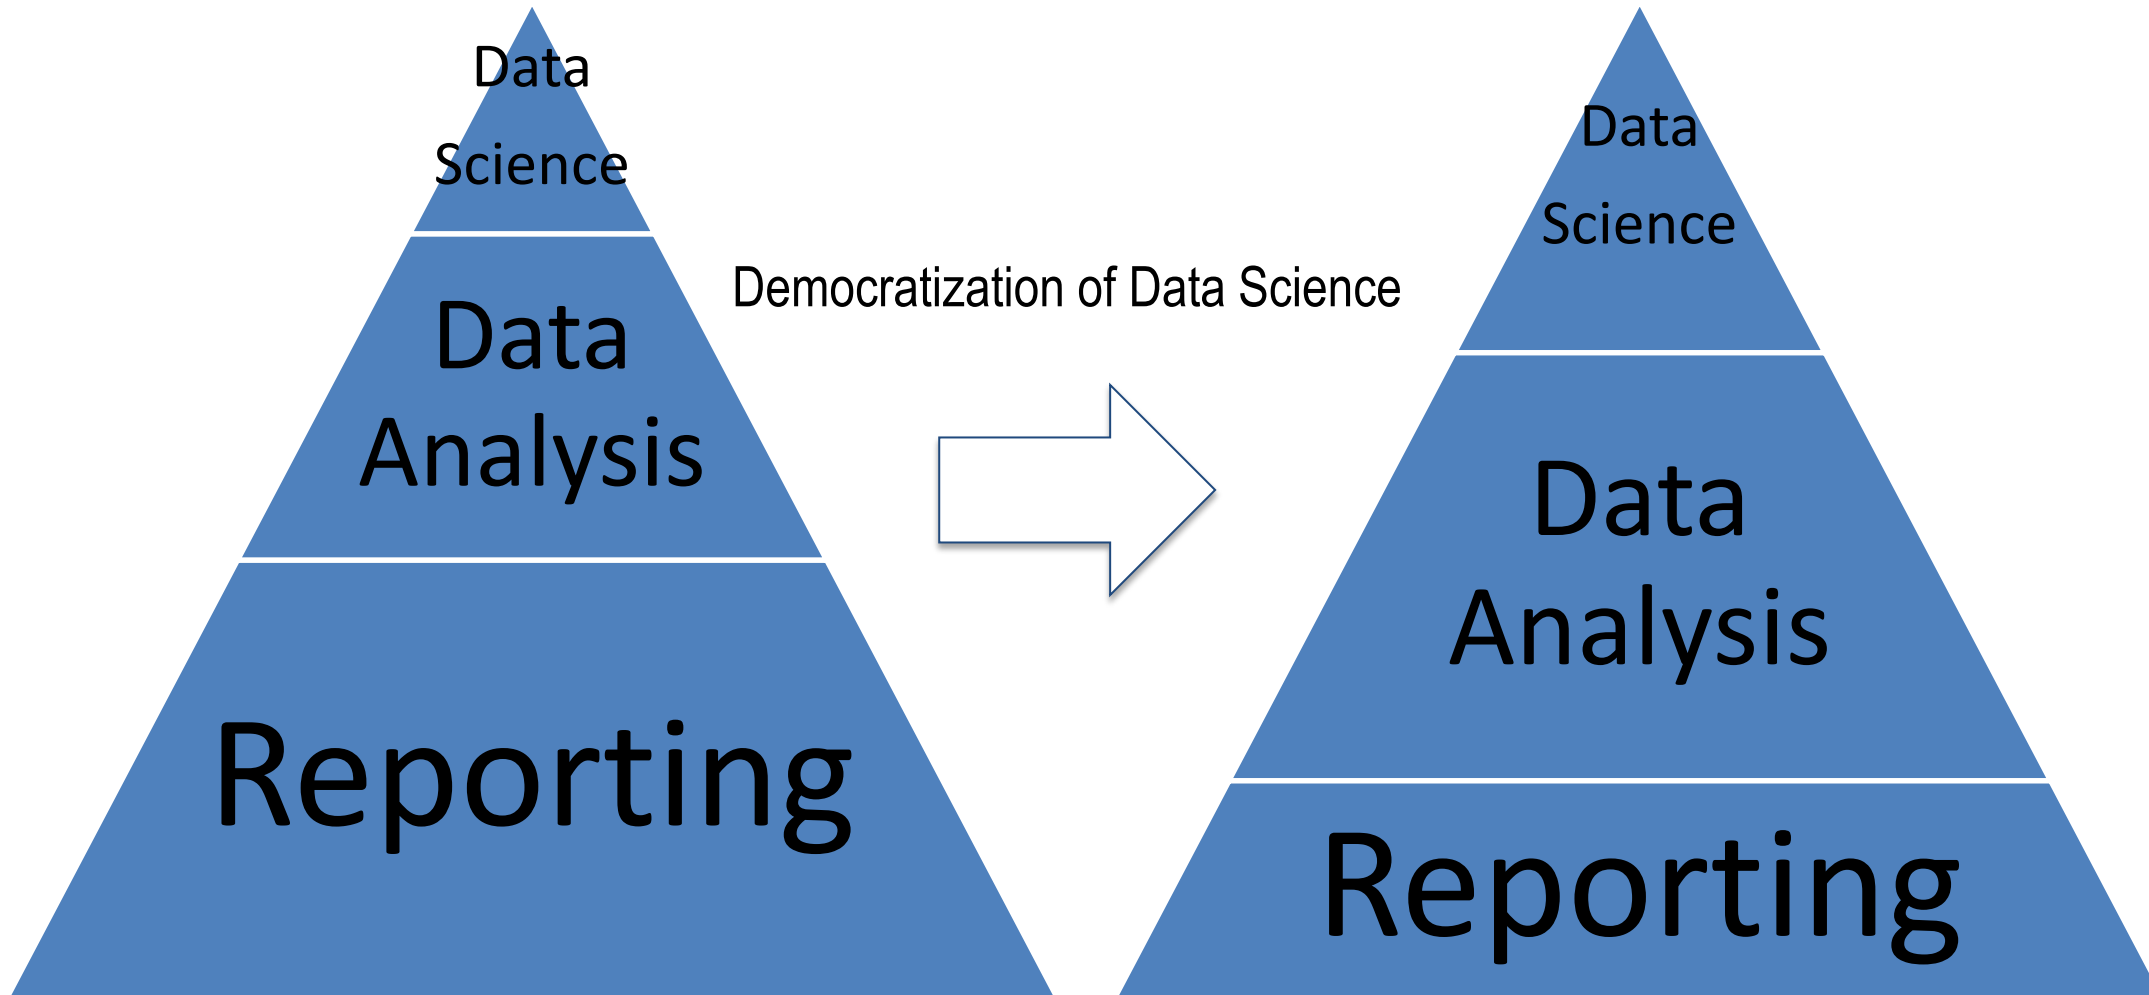 Data
Science
Data
Analysis
Reporting
Democratization of Data Science
Data
Science
Data
Analysis
Reporting